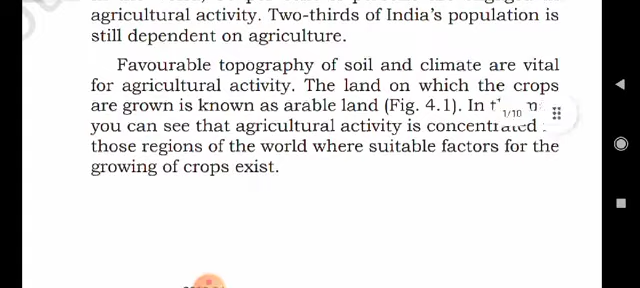 agricultural activity. Two-thirds of India's population is
still dependent on agriculture.
Favourable topography of soil and climate are vital
for agricultural activity. The land on which the crops
are grown is known as arable land (Fig. 4.1). In
1/10
you can see that agricultural activity is concentrated
those regions of the world where suitable factors for the
growing of crops exist.